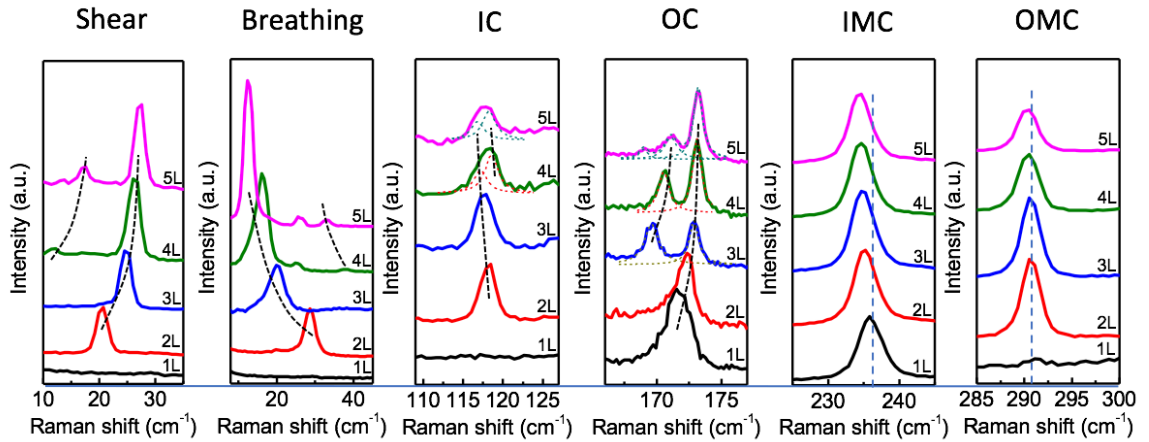 Shear Breathing IC OC IMC OMC
Intensity (a.u.)
5L
4L
3L
2L
1L
10 20 30
Raman shift (cm⁻¹)
Intensity (a.u.)
5L
4L
3L
2L
1L
20 40
Raman shift (cm⁻¹)
Intensity (a.u.)
5L
4L
3L
2L
1L
110 115 120 125
Raman shift (cm⁻¹)
Intensity (a.u.)
5L
4L
3L
2L
1L
170 175
Raman shift (cm⁻¹)
Intensity (a.u.)
5L
4L
3L
2L
1L
230 240
Raman shift (cm⁻¹)
Intensity (a.u.)
5L
4L
3L
2L
1L
285 290 295 300
Raman shift (cm⁻¹)